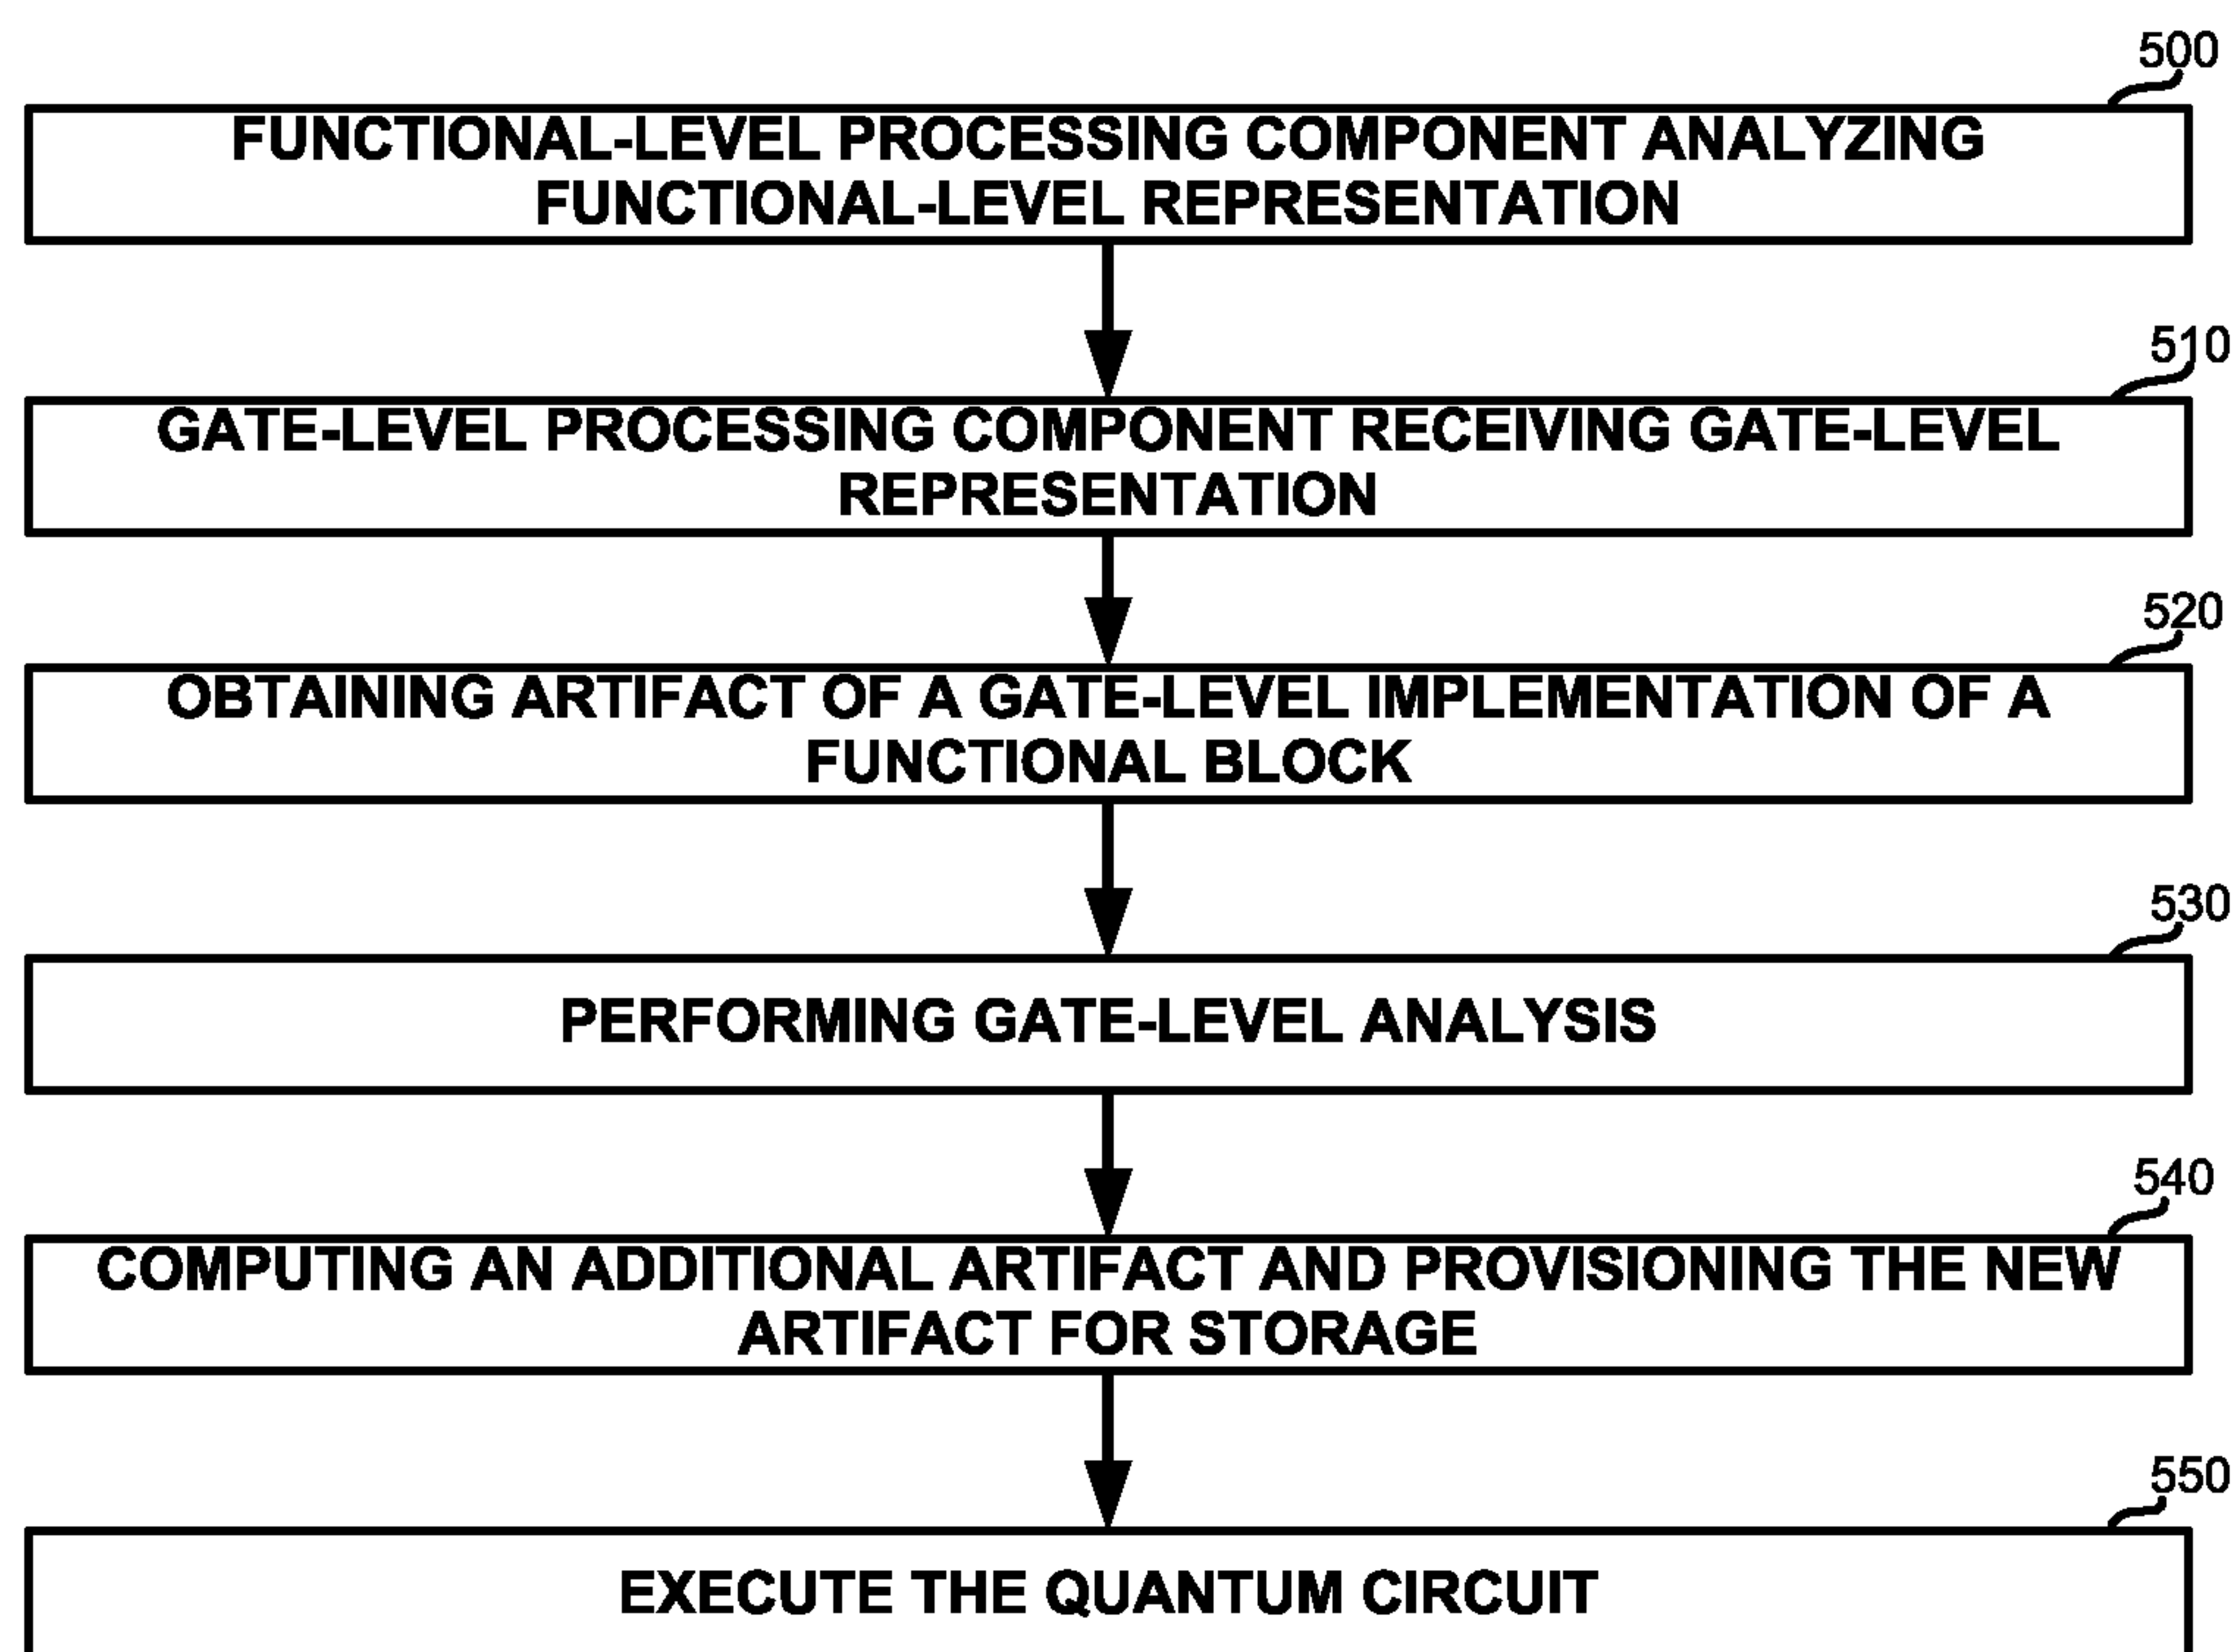 500
FUNCTIONAL-LEVEL PROCESSING COMPONENT ANALYZING
FUNCTIONAL-LEVEL REPRESENTATION
510
GATE-LEVEL PROCESSING COMPONENT RECEIVING GATE-LEVEL
REPRESENTATION
520
OBTAINING ARTIFACT OF A GATE-LEVEL IMPLEMENTATION OF A
FUNCTIONAL BLOCK
530
PERFORMING GATE-LEVEL ANALYSIS
540
COMPUTING AN ADDITIONAL ARTIFACT AND PROVISIONING THE NEW
ARTIFACT FOR STORAGE
550
EXECUTE THE QUANTUM CIRCUIT